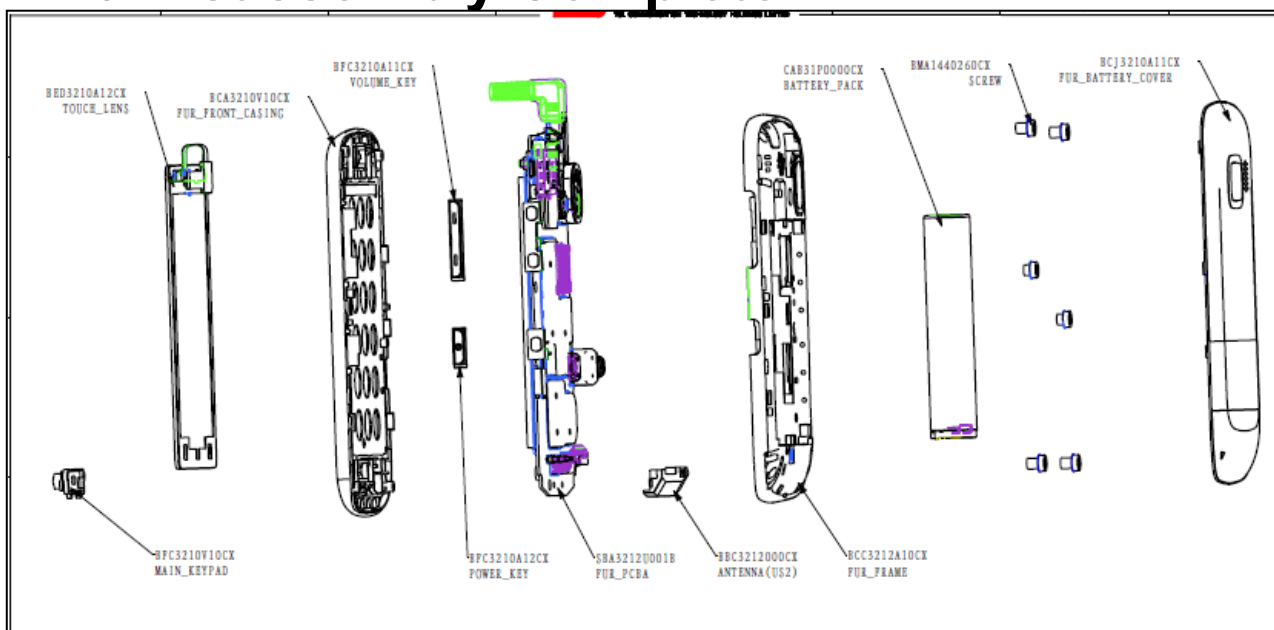 BED3210A12CX
TOUCH_LENS
BCA3210V10CX
FUR_FRONT_CASING
BFC3210A11CX
VOLUME_KEY
CAB31P0000CX
BATTERY_PACK
BMA1440260CX
SCREW
BCJ3210A11CX
FUR_BATTERY_COVER
BFC3210V10CX
MAIN_KEYPAD
BFC3210A12CX
POWER_KEY
SBA3212U001B
FUR_PCBA
BBC3212000CX
ANTENNA(US2)
BCC3212A10CX
FUR_FRAME